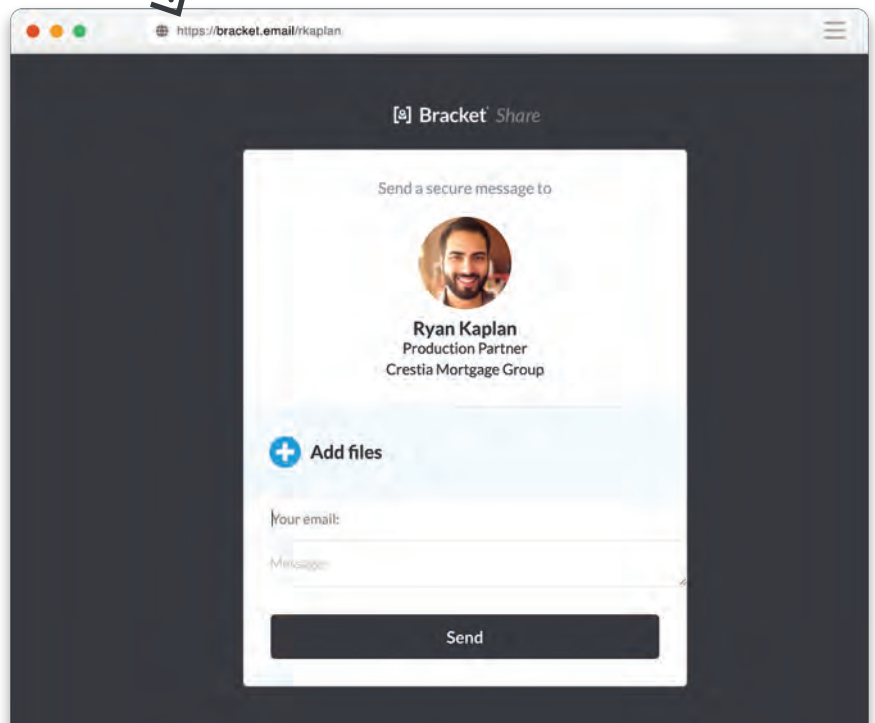 https://bracket.email/rkaplan
Bracket Share
Send a secure message to
Ryan Kaplan
Production Partner
Crestia Mortgage Group
Add files
Your email:
Message:
Send